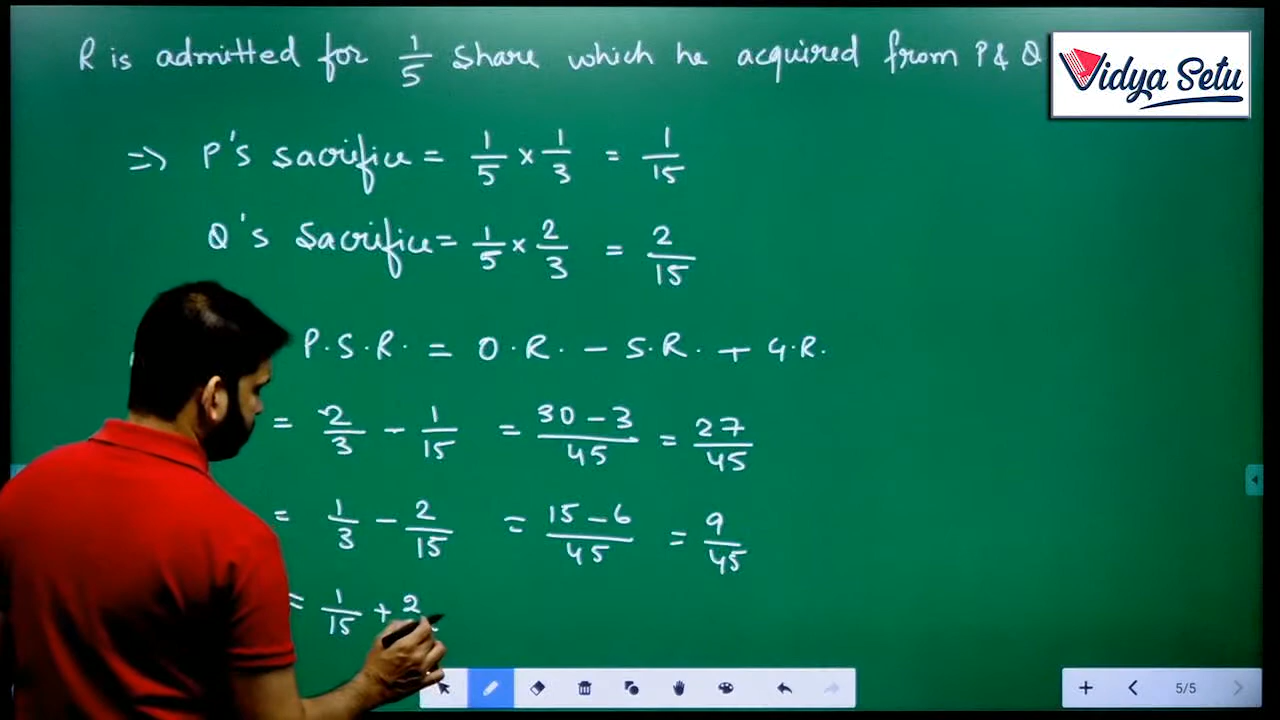 R is admitted for 1/5 share which he acquired from P & Q
Vidya Setu
=> P's sacrifice = 1/5 × 1/3 = 1/15
Q's sacrifice = 1/5 × 2/3 = 2/15
P.S.R. = O.R. - S.R. + G.R.
= 2/3 - 1/15 = 30-3/45 = 27/45
= 1/3 - 2/15 = 15-6/45 = 9/45
= 1/15 + 2
5/5